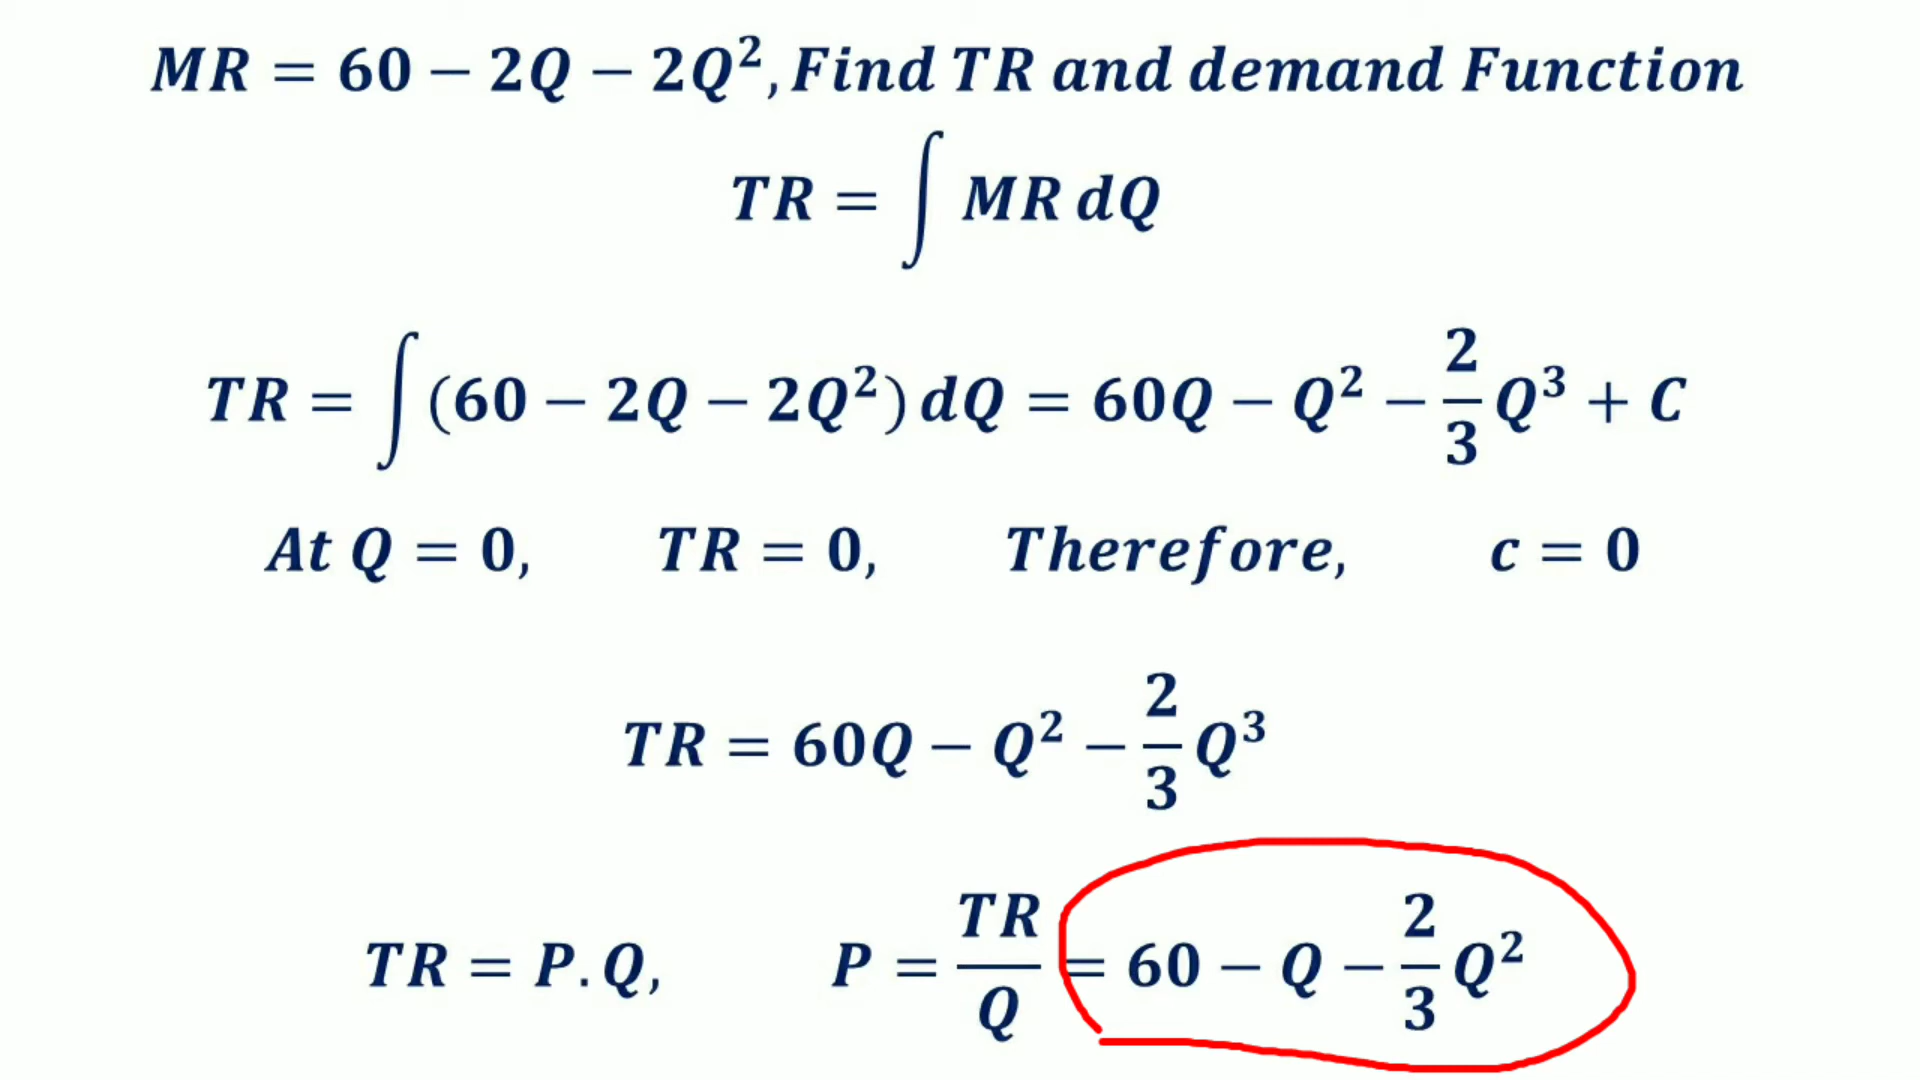 MR = 60 − 2Q − 2Q², Find TR and demand Function
TR = ∫ MR dQ
TR = ∫ (60 − 2Q − 2Q²) dQ = 60Q − Q² − 2/3 Q³ + C
At Q = 0, TR = 0, Therefore, c = 0
TR = 60Q − Q² − 2/3 Q³
TR = P.Q, P = TR/Q = 60 − Q − 2/3 Q²